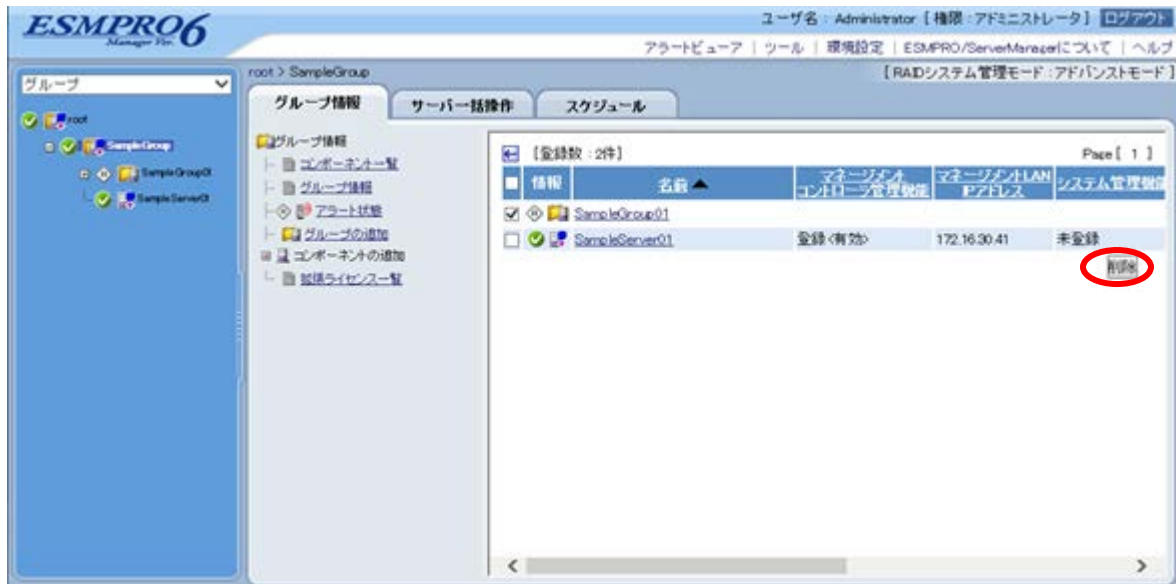 ESMPRO6
Manager Ver.
ユーザ名 : Administrator [ 権限 : アドミニストレータ ] ログアウト
アラートビューア | ツール | 環境設定 | ESMPRO/ServerManagerについて | ヘルプ
グループ
root
SampleGroup
SampleGroup01
SampleServer01
root > SampleGroup
[ RAIDシステム管理モード : アドバンストモード ]
グループ情報 サーバ一括操作 スケジュール
グループ情報
コンポーネント一覧
グループ情報
アラート状態
グループの追加
コンポーネントの追加
拡張ライセンス一覧
[登録数 : 2件] Page [ 1 ]
情報 名前▲ マネージメントコントローラ管理機能 マネージメントLAN IPアドレス システム管理機能
SampleGroup01
SampleServer01 登録<有効> 172.16.30.41 未登録
削除